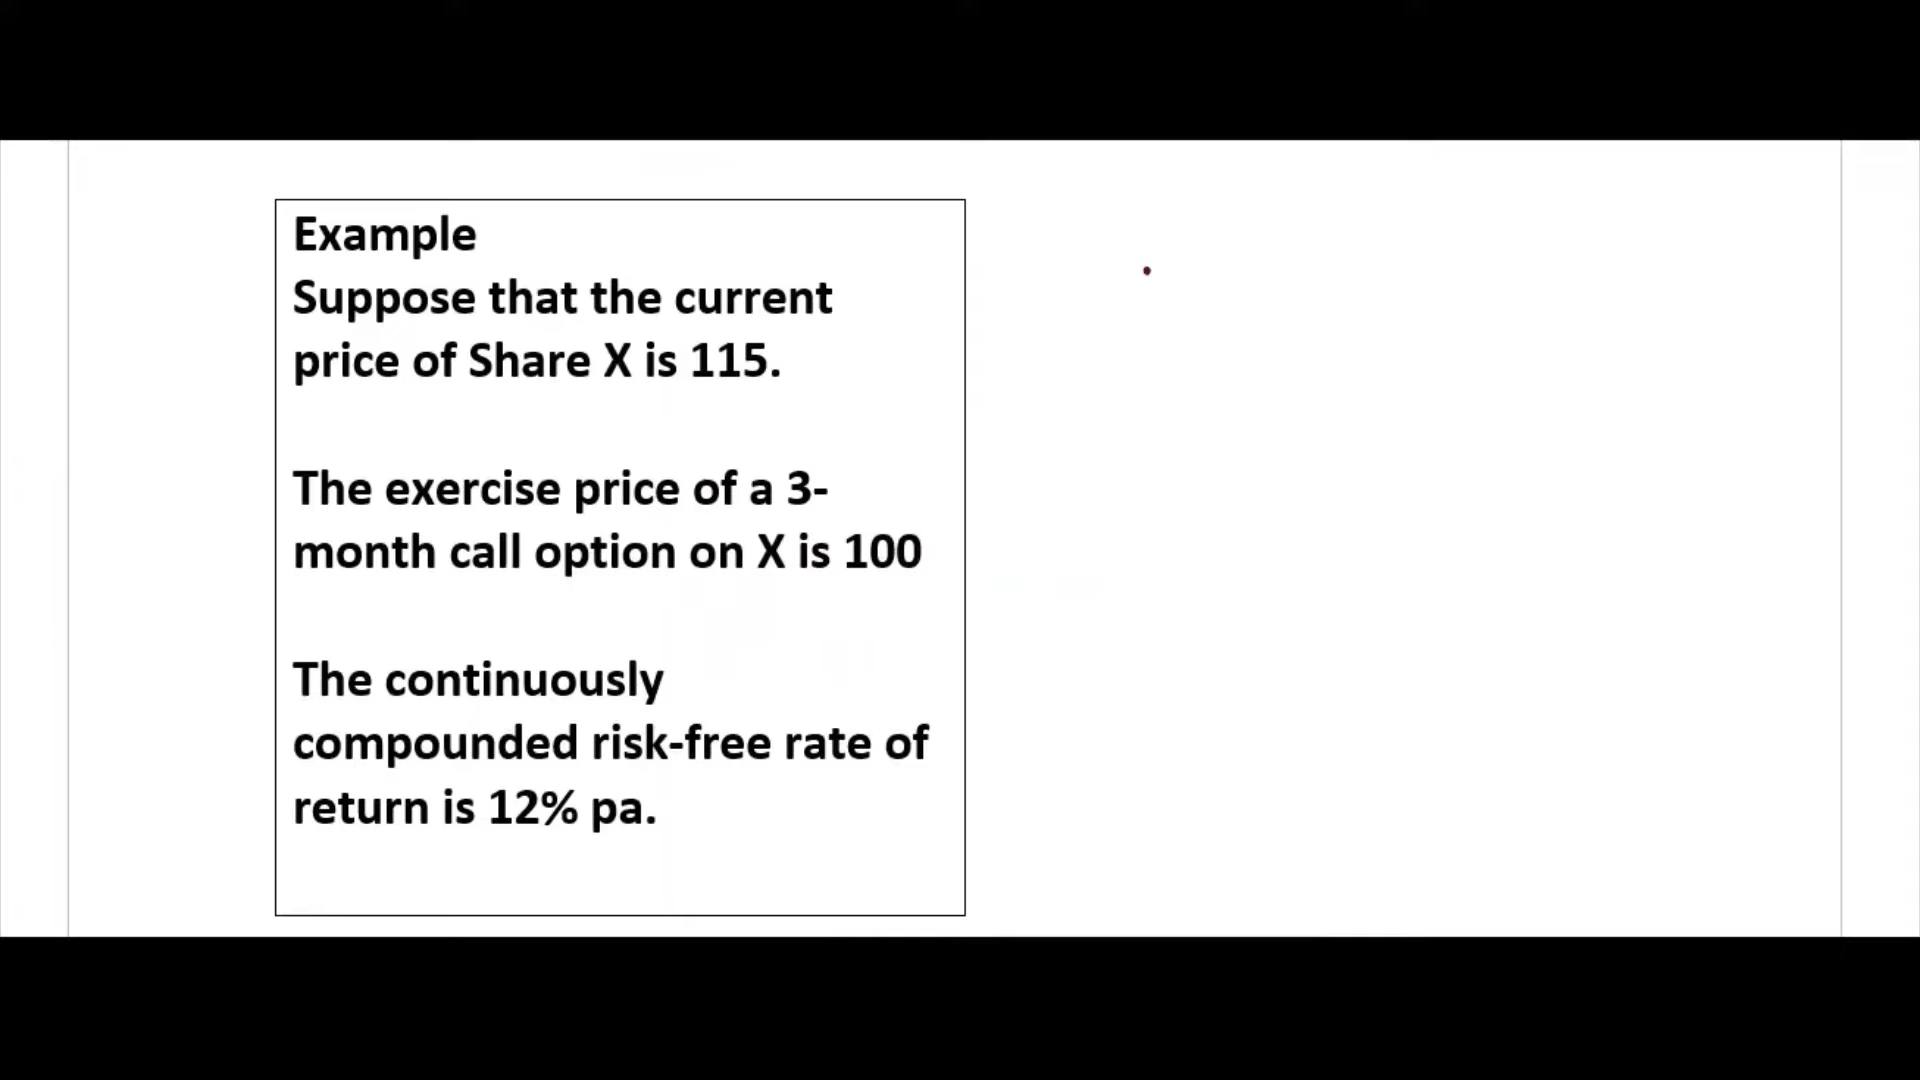 Example
Suppose that the current
price of Share X is 115.
The exercise price of a 3-
month call option on X is 100
The continuously
compounded risk-free rate of
return is 12% pa.